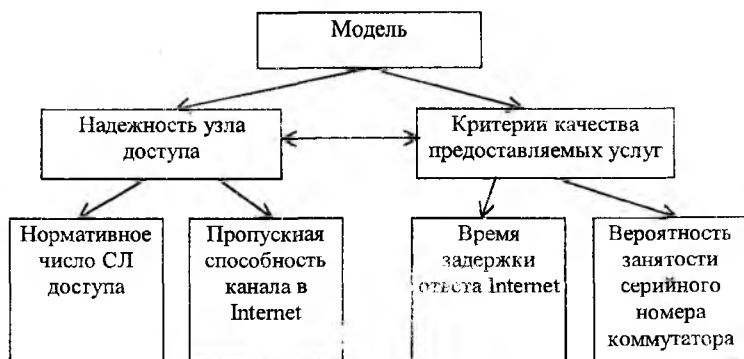 Модель
Надежность узла
доступа
Критерии качества
предоставляемых услуг
Нормативное
число СЛ
доступа
Пропускная
способность
канала в
Internet
Время
задержки
ответа Internet
Вероятность
занятости
серийного
номера
коммутатора